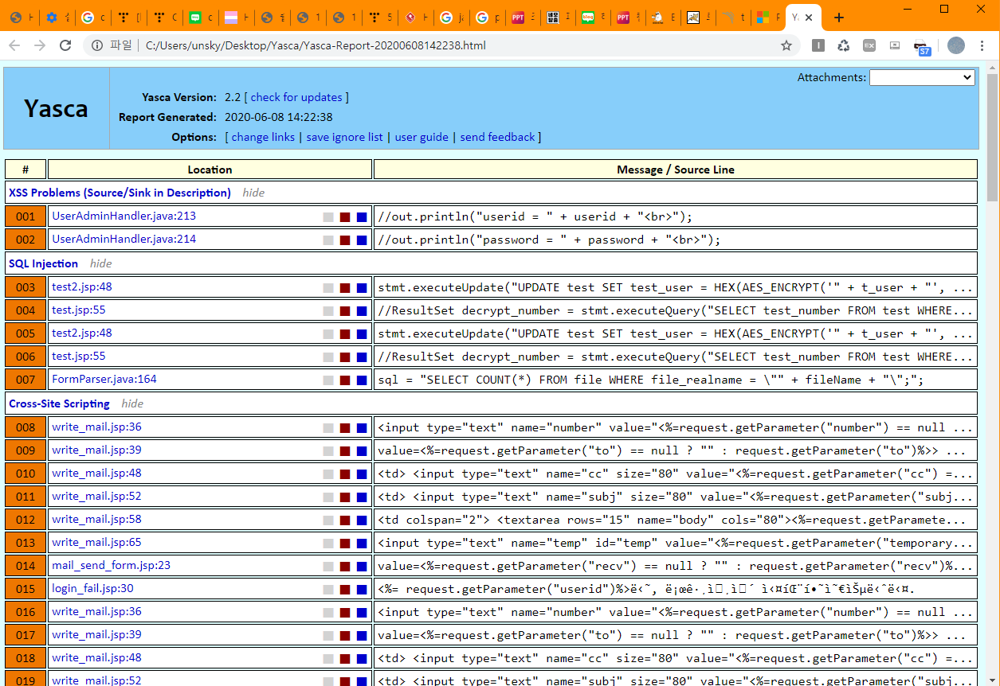 파일 C:/Users/unsky/Desktop/Yasca/Yasca-Report-20200608142238.html
Attachments:
Yasca
Yasca Version: 2.2 [ check for updates ]
Report Generated: 2020-06-08 14:22:38
Options: [ change links | save ignore list | user guide | send feedback ]
# Location Message / Source Line
XSS Problems (Source/Sink in Description) hide
001 UserAdminHandler.java:213 //out.println("userid = " + userid + "<br>");
002 UserAdminHandler.java:214 //out.println("password = " + password + "<br>");
SQL Injection hide
003 test2.jsp:48 stmt.executeUpdate("UPDATE test SET test_user = HEX(AES_ENCRYPT('" + t_user + "', ...
004 test.jsp:55 //ResultSet decrypt_number = stmt.executeQuery("SELECT test_number FROM test WHERE...
005 test2.jsp:48 stmt.executeUpdate("UPDATE test SET test_user = HEX(AES_ENCRYPT('" + t_user + "', ...
006 test.jsp:55 //ResultSet decrypt_number = stmt.executeQuery("SELECT test_number FROM test WHERE...
007 FormParser.java:164 sql = "SELECT COUNT(*) FROM file WHERE file_realname = \"" + fileName + "\";";
Cross-Site Scripting hide
008 write_mail.jsp:36 <input type="text" name="number" value="<%=request.getParameter("number") == null ...
009 write_mail.jsp:39 value=<%=request.getParameter("to") == null ? "" : request.getParameter("to")%>> ...
010 write_mail.jsp:48 <td> <input type="text" name="cc" size="80" value="<%=request.getParameter("cc") =...
011 write_mail.jsp:52 <td> <input type="text" name="subj" size="80" value="<%=request.getParameter("subj...
012 write_mail.jsp:58 <td colspan="2"> <textarea rows="15" name="body" cols="80"><%=request.getParamete...
013 write_mail.jsp:65 <input type="text" name="temp" id="temp" value="<%=request.getParameter("temporary...
014 mail_send_form.jsp:23 value=<%=request.getParameter("recv") == null ? "" : request.getParameter("recv")%...
015 login_fail.jsp:30 <%= request.getParameter("userid")%>
016 write_mail.jsp:36 <input type="text" name="number" value="<%=request.getParameter("number") == null ...
017 write_mail.jsp:39 value=<%=request.getParameter("to") == null ? "" : request.getParameter("to")%>> ...
018 write_mail.jsp:48 <td> <input type="text" name="cc" size="80" value="<%=request.getParameter("cc") =...
019 write_mail.jsp:52 <td> <input type="text" name="subj" size="80" value="<%=request.getParameter("subj...